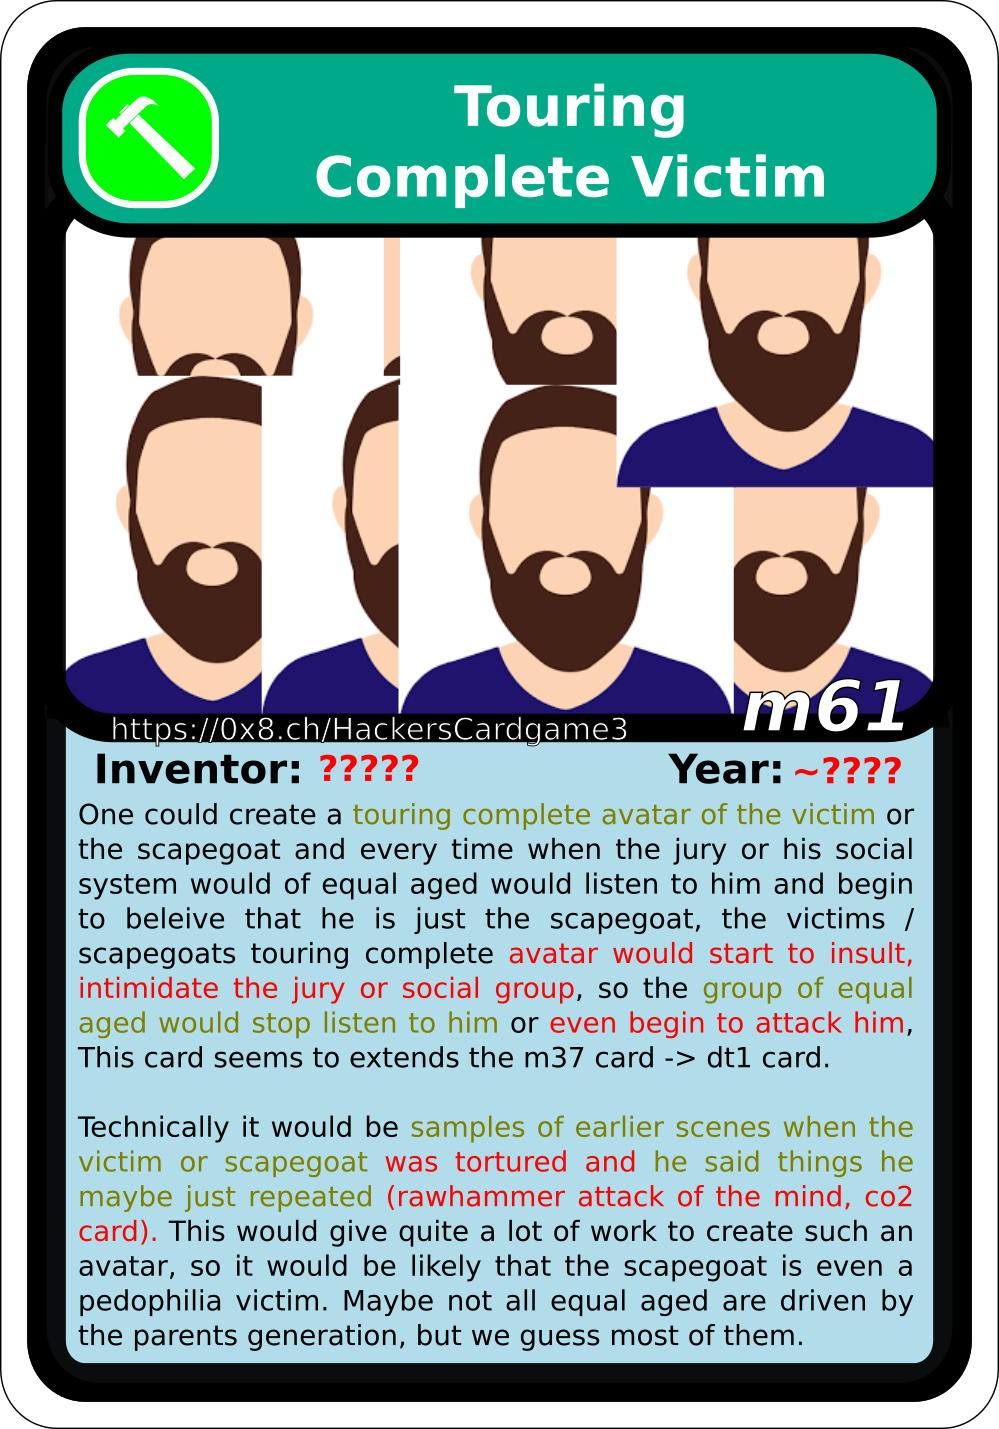 Touring
Complete Victim
m61
https://0x8.ch/HackersCardgame3
Inventor: ????? Year: ~????
One could create a touring complete avatar of the victim or
the scapegoat and every time when the jury or his social
system would of equal aged would listen to him and begin
to beleive that he is just the scapegoat, the victims /
scapegoats touring complete avatar would start to insult,
intimidate the jury or social group, so the group of equal
aged would stop listen to him or even begin to attack him,
This card seems to extends the m37 card -> dt1 card.
Technically it would be samples of earlier scenes when the
victim or scapegoat was tortured and he said things he
maybe just repeated (rawhammer attack of the mind, co2
card). This would give quite a lot of work to create such an
avatar, so it would be likely that the scapegoat is even a
pedophilia victim. Maybe not all equal aged are driven by
the parents generation, but we guess most of them.